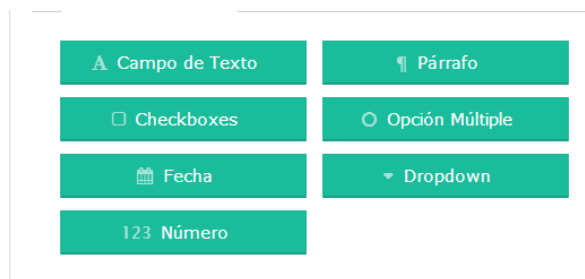 A Campo de Texto
¶ Párrafo
Checkboxes
Opción Múltiple
Fecha
Dropdown
123 Número